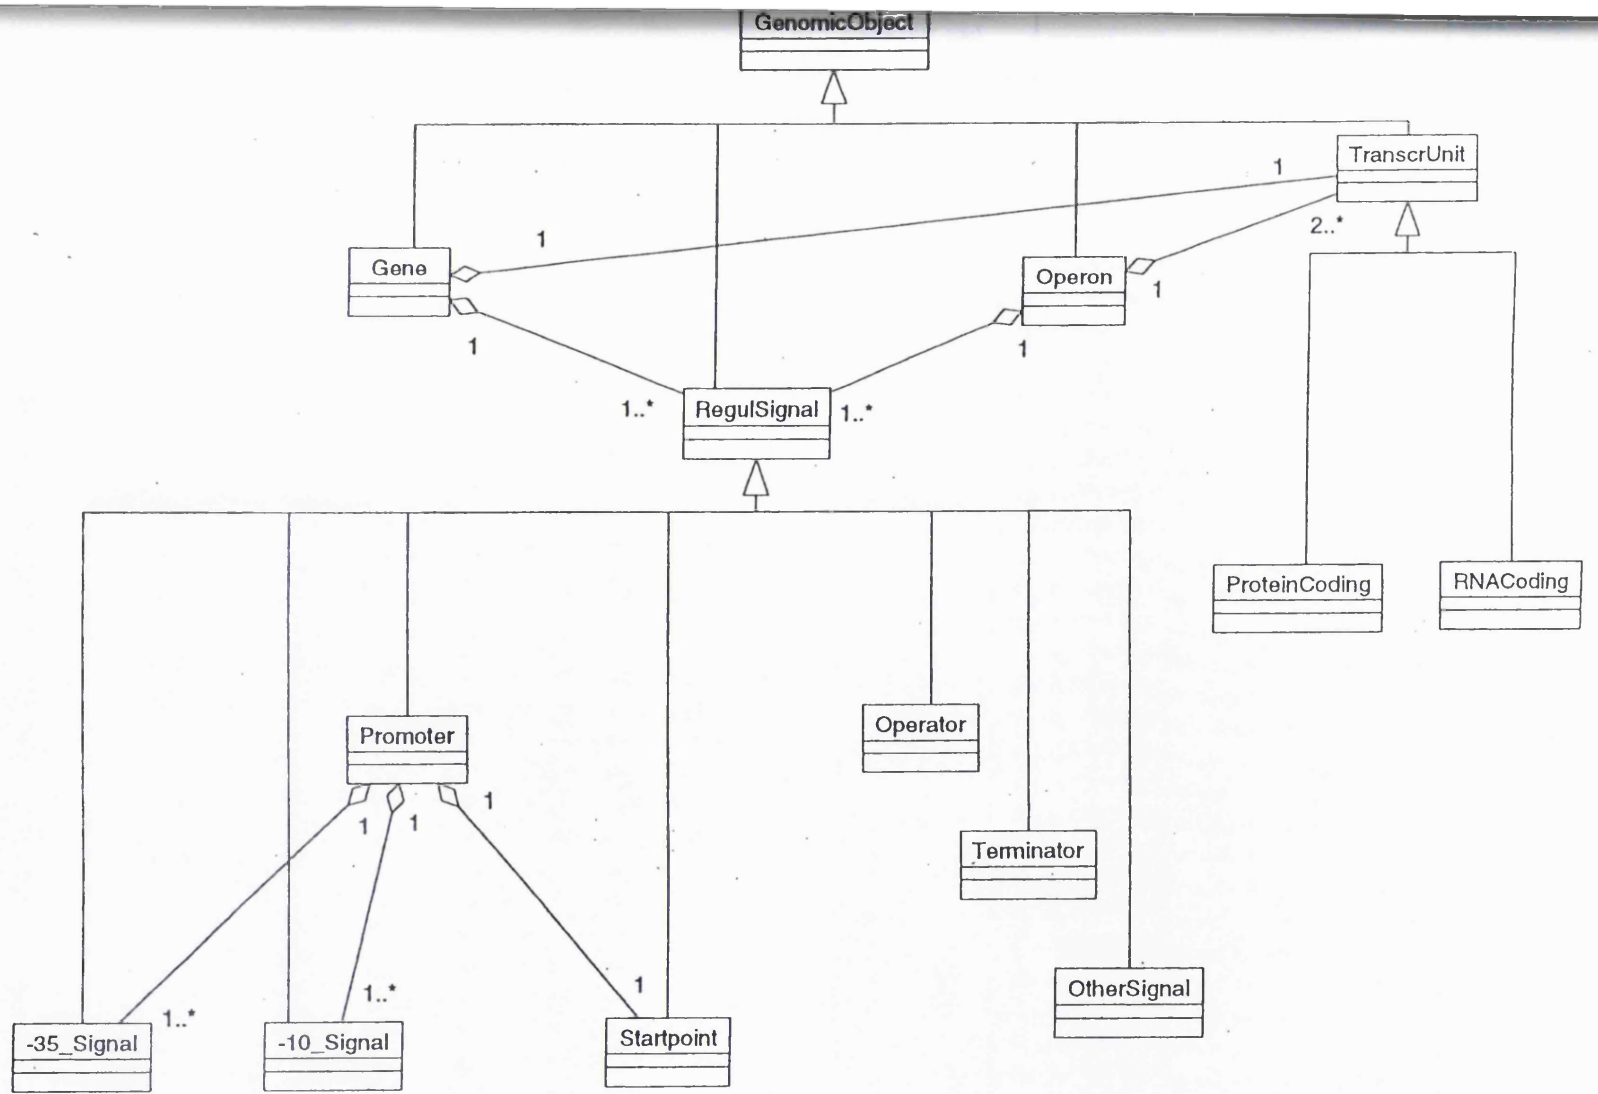 GenomicObject
TranscrUnit
1
1
2..*
Gene
Operon
1
1
1
1..*
RegulSignal
1..*
ProteinCoding
RNACoding
Promoter
Operator
1
1
1
Terminator
1
1..*
1..*
OtherSignal
-35_Signal
-10_Signal
Startpoint